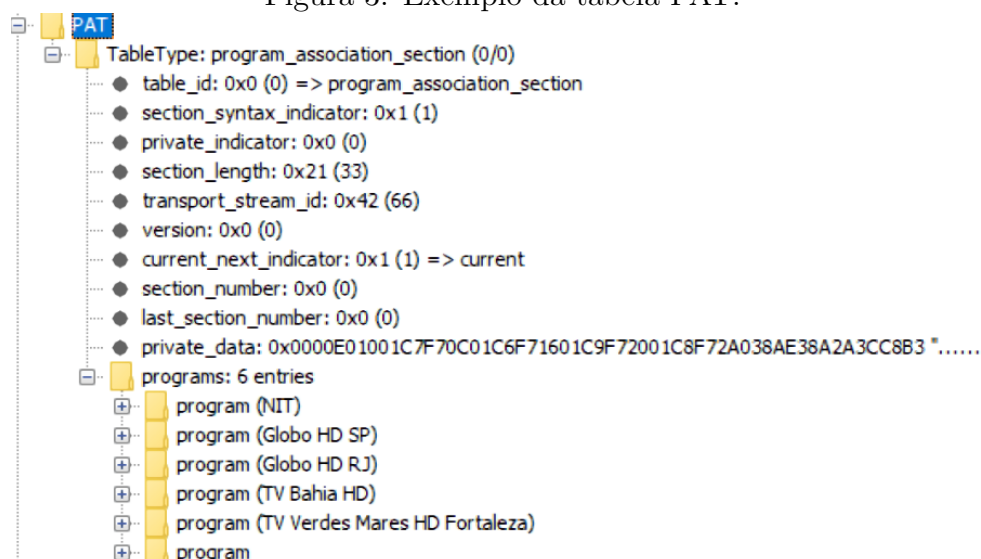 Figura 3: Exemplo da tabela PAT.
PAT
TableType: program_association_section (0/0)
table_id: 0x0 (0) => program_association_section
section_syntax_indicator: 0x1 (1)
private_indicator: 0x0 (0)
section_length: 0x21 (33)
transport_stream_id: 0x42 (66)
version: 0x0 (0)
current_next_indicator: 0x1 (1) => current
section_number: 0x0 (0)
last_section_number: 0x0 (0)
private_data: 0x0000E01001C7F70C01C6F71601C9F72001C8F72A038AE38A2A3CC8B3 "......
programs: 6 entries
program (NIT)
program (Globo HD SP)
program (Globo HD RJ)
program (TV Bahia HD)
program (TV Verdes Mares HD Fortaleza)
program